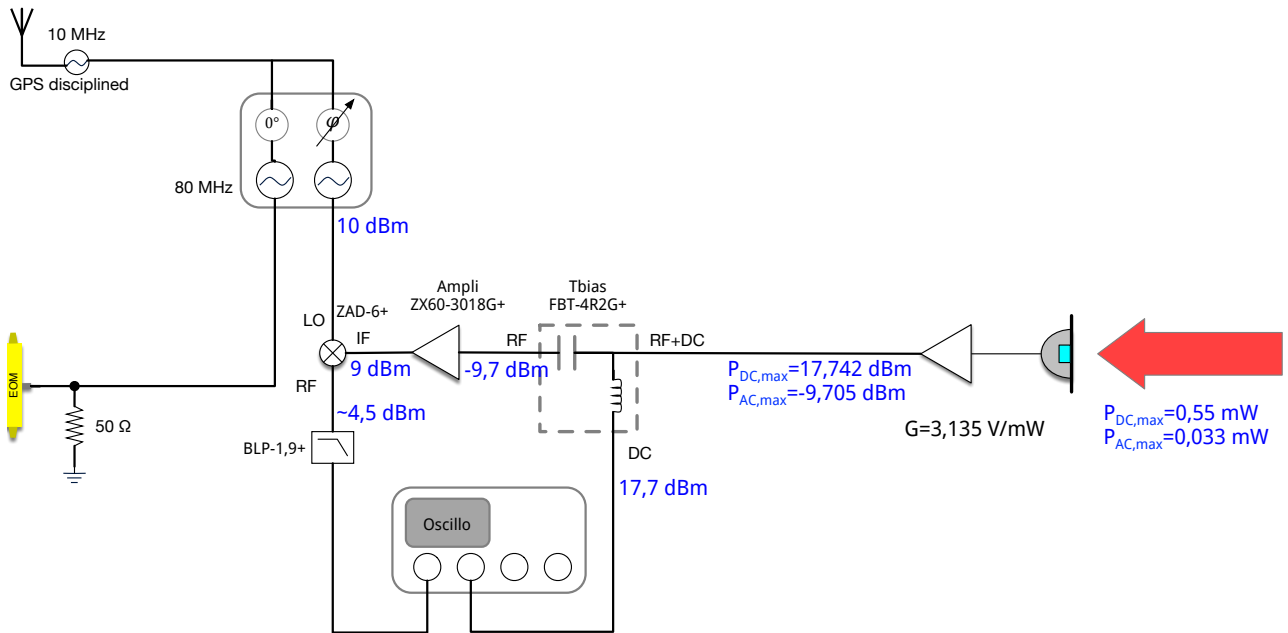 10 MHz
GPS disciplined
0°
φ
80 MHz
10 dBm
Ampli
ZX60-3018G+
Tbias
FBT-4R2G+
LO
ZAD-6+
IF
RF
RF+DC
9 dBm
-9,7 dBm
P_DC,max=17,742 dBm
P_AC,max=-9,705 dBm
RF
~4,5 dBm
EOM
50 Ω
BLP-1,9+
G=3,135 V/mW
P_DC,max=0,55 mW
P_AC,max=0,033 mW
DC
17,7 dBm
Oscillo